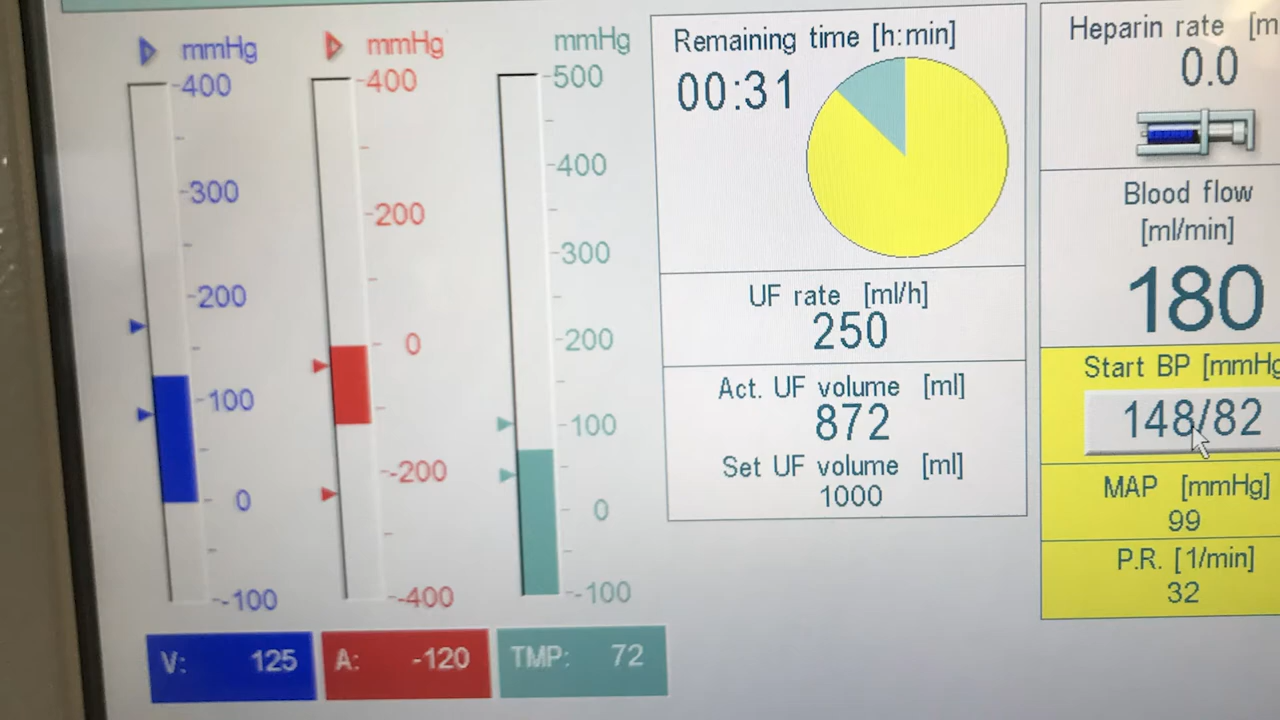 mmHg
-400
-300
-200
-100
0
--100
mmHg
-400
-200
0
-200
-400
mmHg
-500
-400
-300
-200
-100
0
-100
V: 125
A: -120
TMP: 72
Remaining time [h:min]
00:31
UF rate [ml/h]
250
Act. UF volume [ml]
872
Set UF volume [ml]
1000
Heparin rate [m
0.0
Blood flow
[ml/min]
180
Start BP [mmHg
148/82
MAP [mmHg]
99
P.R. [1/min]
32